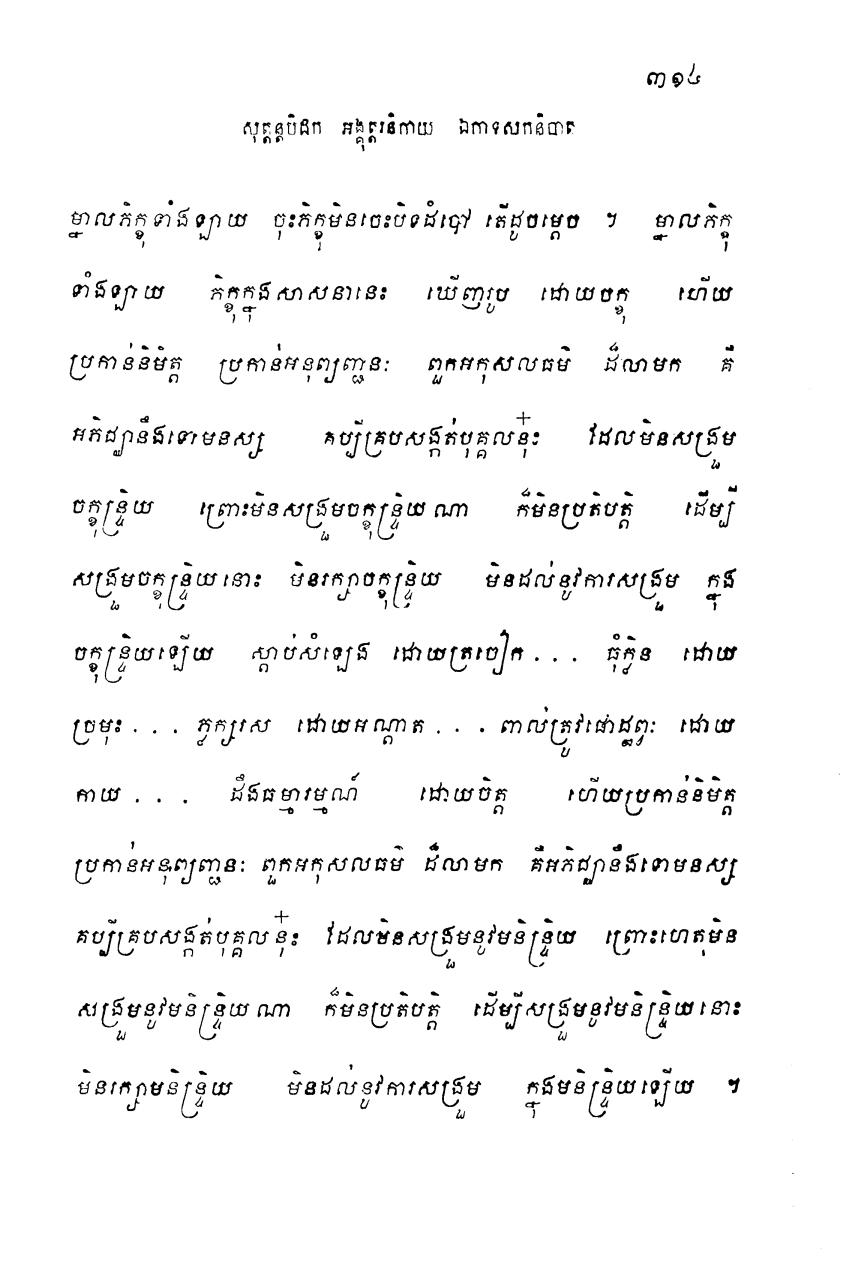 ៣១៤
សុត្តន្តបិដក អង្គុត្តរនិកាយ ឯកាទសកនិបាត
ម្នាលភិក្ខុទាំងឡាយ ចុះភិក្ខុមិនចេះបិទដំបៅ តើដូចម្តេច ។ ម្នាលភិក្ខុ
ទាំងឡាយ ភិក្ខុក្នុងសាសនានេះ ឃើញរូប ដោយចក្ខុ ហើយ
ប្រកាន់និមិត្ត ប្រកាន់អនុព្យញ្ជនៈ ពួកអកុសលធម៌ ដ៏លាមក គឺ
អភិជ្ឈានឹងទោមនស្ស គប្បីគ្របសង្កត់បុគ្គលនុ៎ះ ដែលមិនសង្រួម
ចក្ខុន្ទ្រិយ ព្រោះមិនសង្រួមចក្ខុន្ទ្រិយណា ក៏មិនប្រតិបត្តិ ដើម្បី
សង្រួមចក្ខុន្ទ្រិយនោះ មិនរក្សាចក្ខុន្ទ្រិយ មិនដល់នូវការសង្រួម ក្នុង
ចក្ខុន្ទ្រិយឡើយ ស្តាប់សំឡេង ដោយត្រចៀក ... ធុំក្លិន ដោយ
ច្រមុះ ... ភ្លក្សរស ដោយអណ្តាត ... ពាល់ត្រូវផោដ្ឋព្វៈ ដោយ
កាយ ... ដឹងធម្មារម្មណ៍ ដោយចិត្ត ហើយប្រកាន់និមិត្ត
ប្រកាន់អនុព្យញ្ជនៈ ពួកអកុសលធម៌ ដ៏លាមក គឺអភិជ្ឈានឹងទោមនស្ស
គប្បីគ្របសង្កត់បុគ្គលនុ៎ះ ដែលមិនសង្រួមនូវមនិន្ទ្រិយ ព្រោះហេតុមិន
សង្រួមនូវមនិន្ទ្រិយណា ក៏មិនប្រតិបត្តិ ដើម្បីសង្រួមនូវមនិន្ទ្រិយនោះ
មិនរក្សាមនិន្ទ្រិយ មិនដល់នូវការសង្រួម ក្នុងមនិន្ទ្រិយឡើយ ។